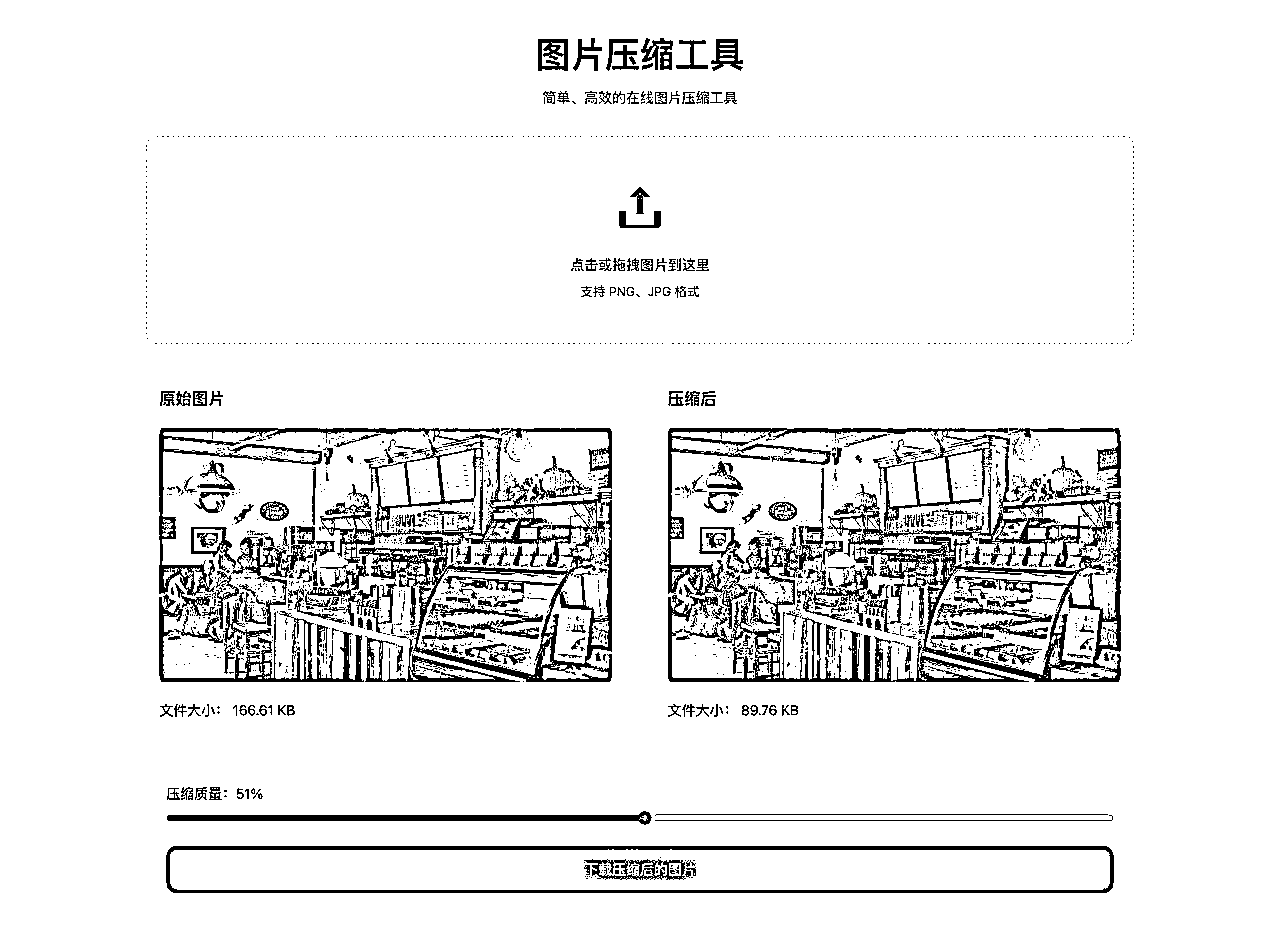 图片压缩工具
简单、高效的在线图片压缩工具
点击或拖拽图片到这里
支持 PNG、JPG 格式
原始图片
压缩后
文件大小： 166.61 KB
文件大小： 89.76 KB
压缩质量：51%
下载压缩后的图片